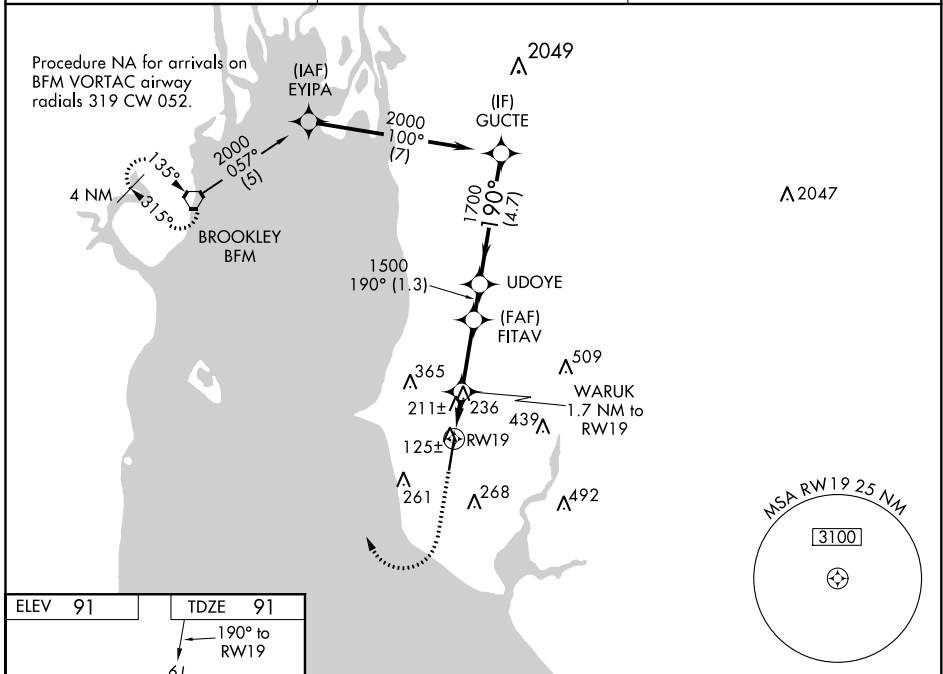 Procedure NA for arrivals on
BFM VORTAC airway
radials 319 CW 052.
(IAF)
EYIPA
2049
(IF)
GUCTE
2000
100°
(7)
2000
057°
(5)
135°
315°
4 NM
BROOKLEY
BFM
2047
1700
190°
(4.7)
1500
190° (1.3)
UDOYE
(FAF)
FITAV
509
365
WARUK
1.7 NM to
RW19
211±
236
439
125±
RW19
261
268
492
MSA RW19 25 NM
3100
ELEV 91
TDZE 91
190° to
RW19